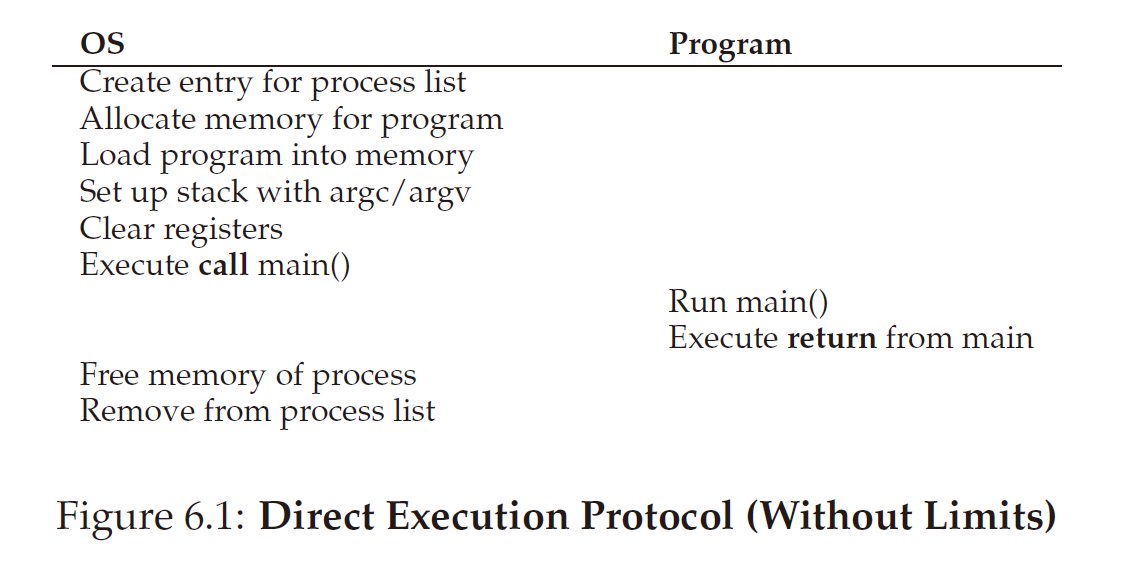 OS Program
Create entry for process list
Allocate memory for program
Load program into memory
Set up stack with argc/argv
Clear registers
Execute call main()
Run main()
Execute return from main
Free memory of process
Remove from process list
Figure 6.1: Direct Execution Protocol (Without Limits)